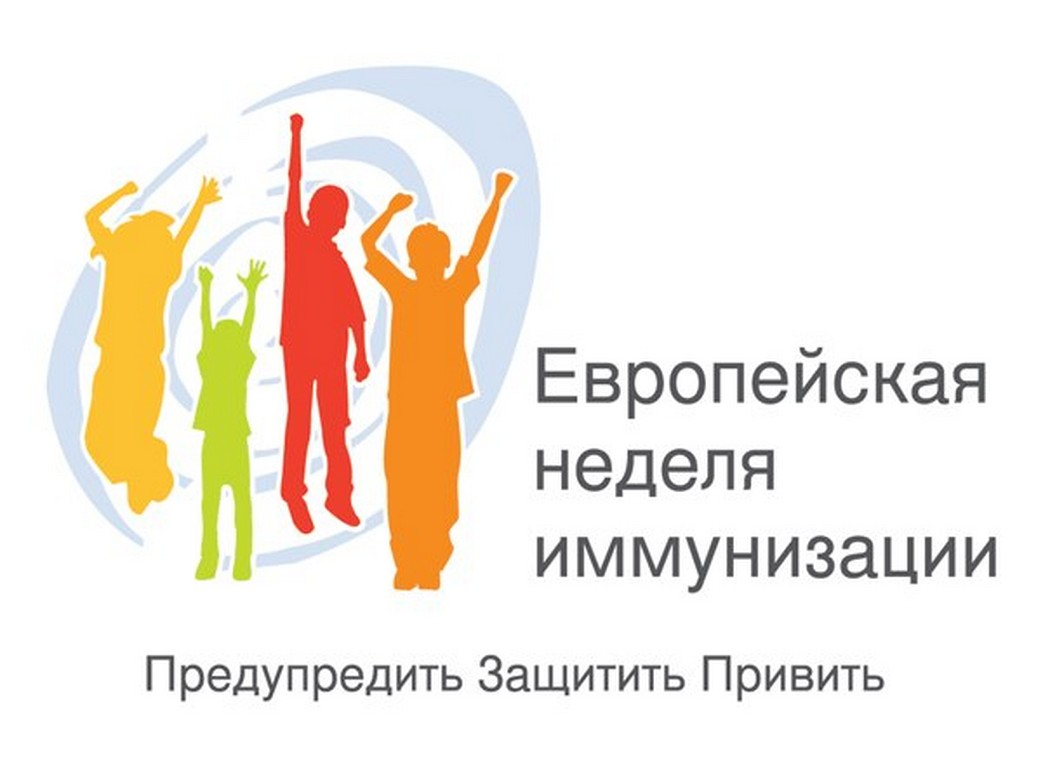 Европейская
неделя
иммунизации
Предупредить Защитить Привить